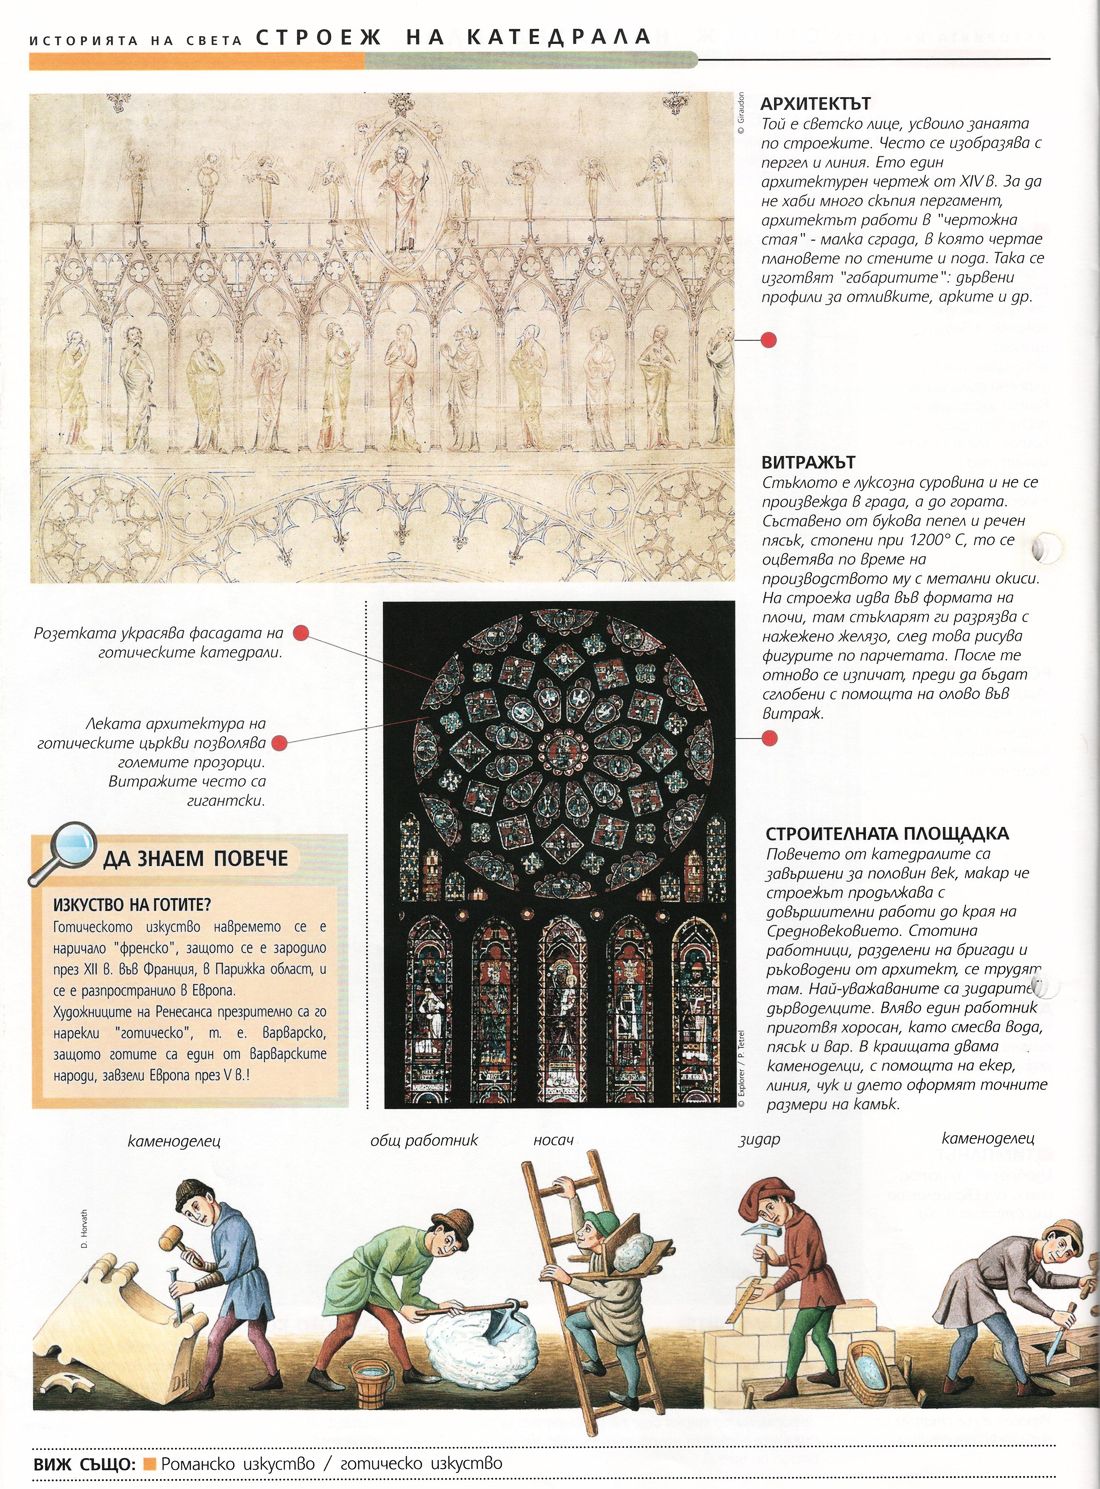 ИСТОРИЯТА НА СВЕТА СТРОЕЖ НА КАТЕДРАЛА
© Giraudon
АРХИТЕКТЪТ
Той е светско лице, усвоило занаята
по строежите. Често се изобразява с
пергел и линия. Ето един
архитектурен чертеж от XIV в. За да
не хаби много скъпия пергамент,
архитектът работи в "чертожна
стая" - малка сграда, в която чертае
плановете по стените и пода. Така се
изготвят "габаритите": дървени
профили за отливките, арките и др.
ВИТРАЖЪТ
Стъклото е луксозна суровина и не се
произвежда в града, а до гората.
Съставено от букова пепел и речен
пясък, стопени при 1200° С, то се
оцветява по време на
производството му с метални окиси.
На строежа идва във формата на
плочи, там стъкларят ги разрязва с
нажежено желязо, след това рисува
фигурите по парчетата. После те
отново се изпичат, преди да бъдат
сглобени с помощта на олово във
витраж.
Розетката украсява фасадата на
готическите катедрали.
Леката архитектура на
готическите църкви позволява
големите прозорци.
Витражите често са
гигантски.
© Explorer / P. Tetrel
ДА ЗНАЕМ ПОВЕЧЕ
ИЗКУСТВО НА ГОТИТЕ?
Готическото изкуство навремето се е
наричало "френско", защото се е зародило
през XII в. във Франция, в Парижка област, и
се е разпространило в Европа.
Художниците на Ренесанса презрително са го
нарекли "готическо", т. е. варварско,
защото готите са един от варварските
народи, завзели Европа през V в.!
СТРОИТЕЛНАТА ПЛОЩАДКА
Повечето от катедралите са
завършени за половин век, макар че
строежът продължава с
довършителни работи до края на
Средновековието. Стотина
работници, разделени на бригади и
ръководени от архитект, се трудят
там. Най-уважаваните са зидарите
дърводелците. Вляво един работник
приготвя хоросан, като смесва вода,
пясък и вар. В краищата двама
каменоделци, с помощта на екер,
линия, чук и длето оформят точните
размери на камък.
каменоделец
общ работник
носач
зидар
каменоделец
D. Horvath
DH
ВИЖ СЪЩО: Романско изкуство / готическо изкуство